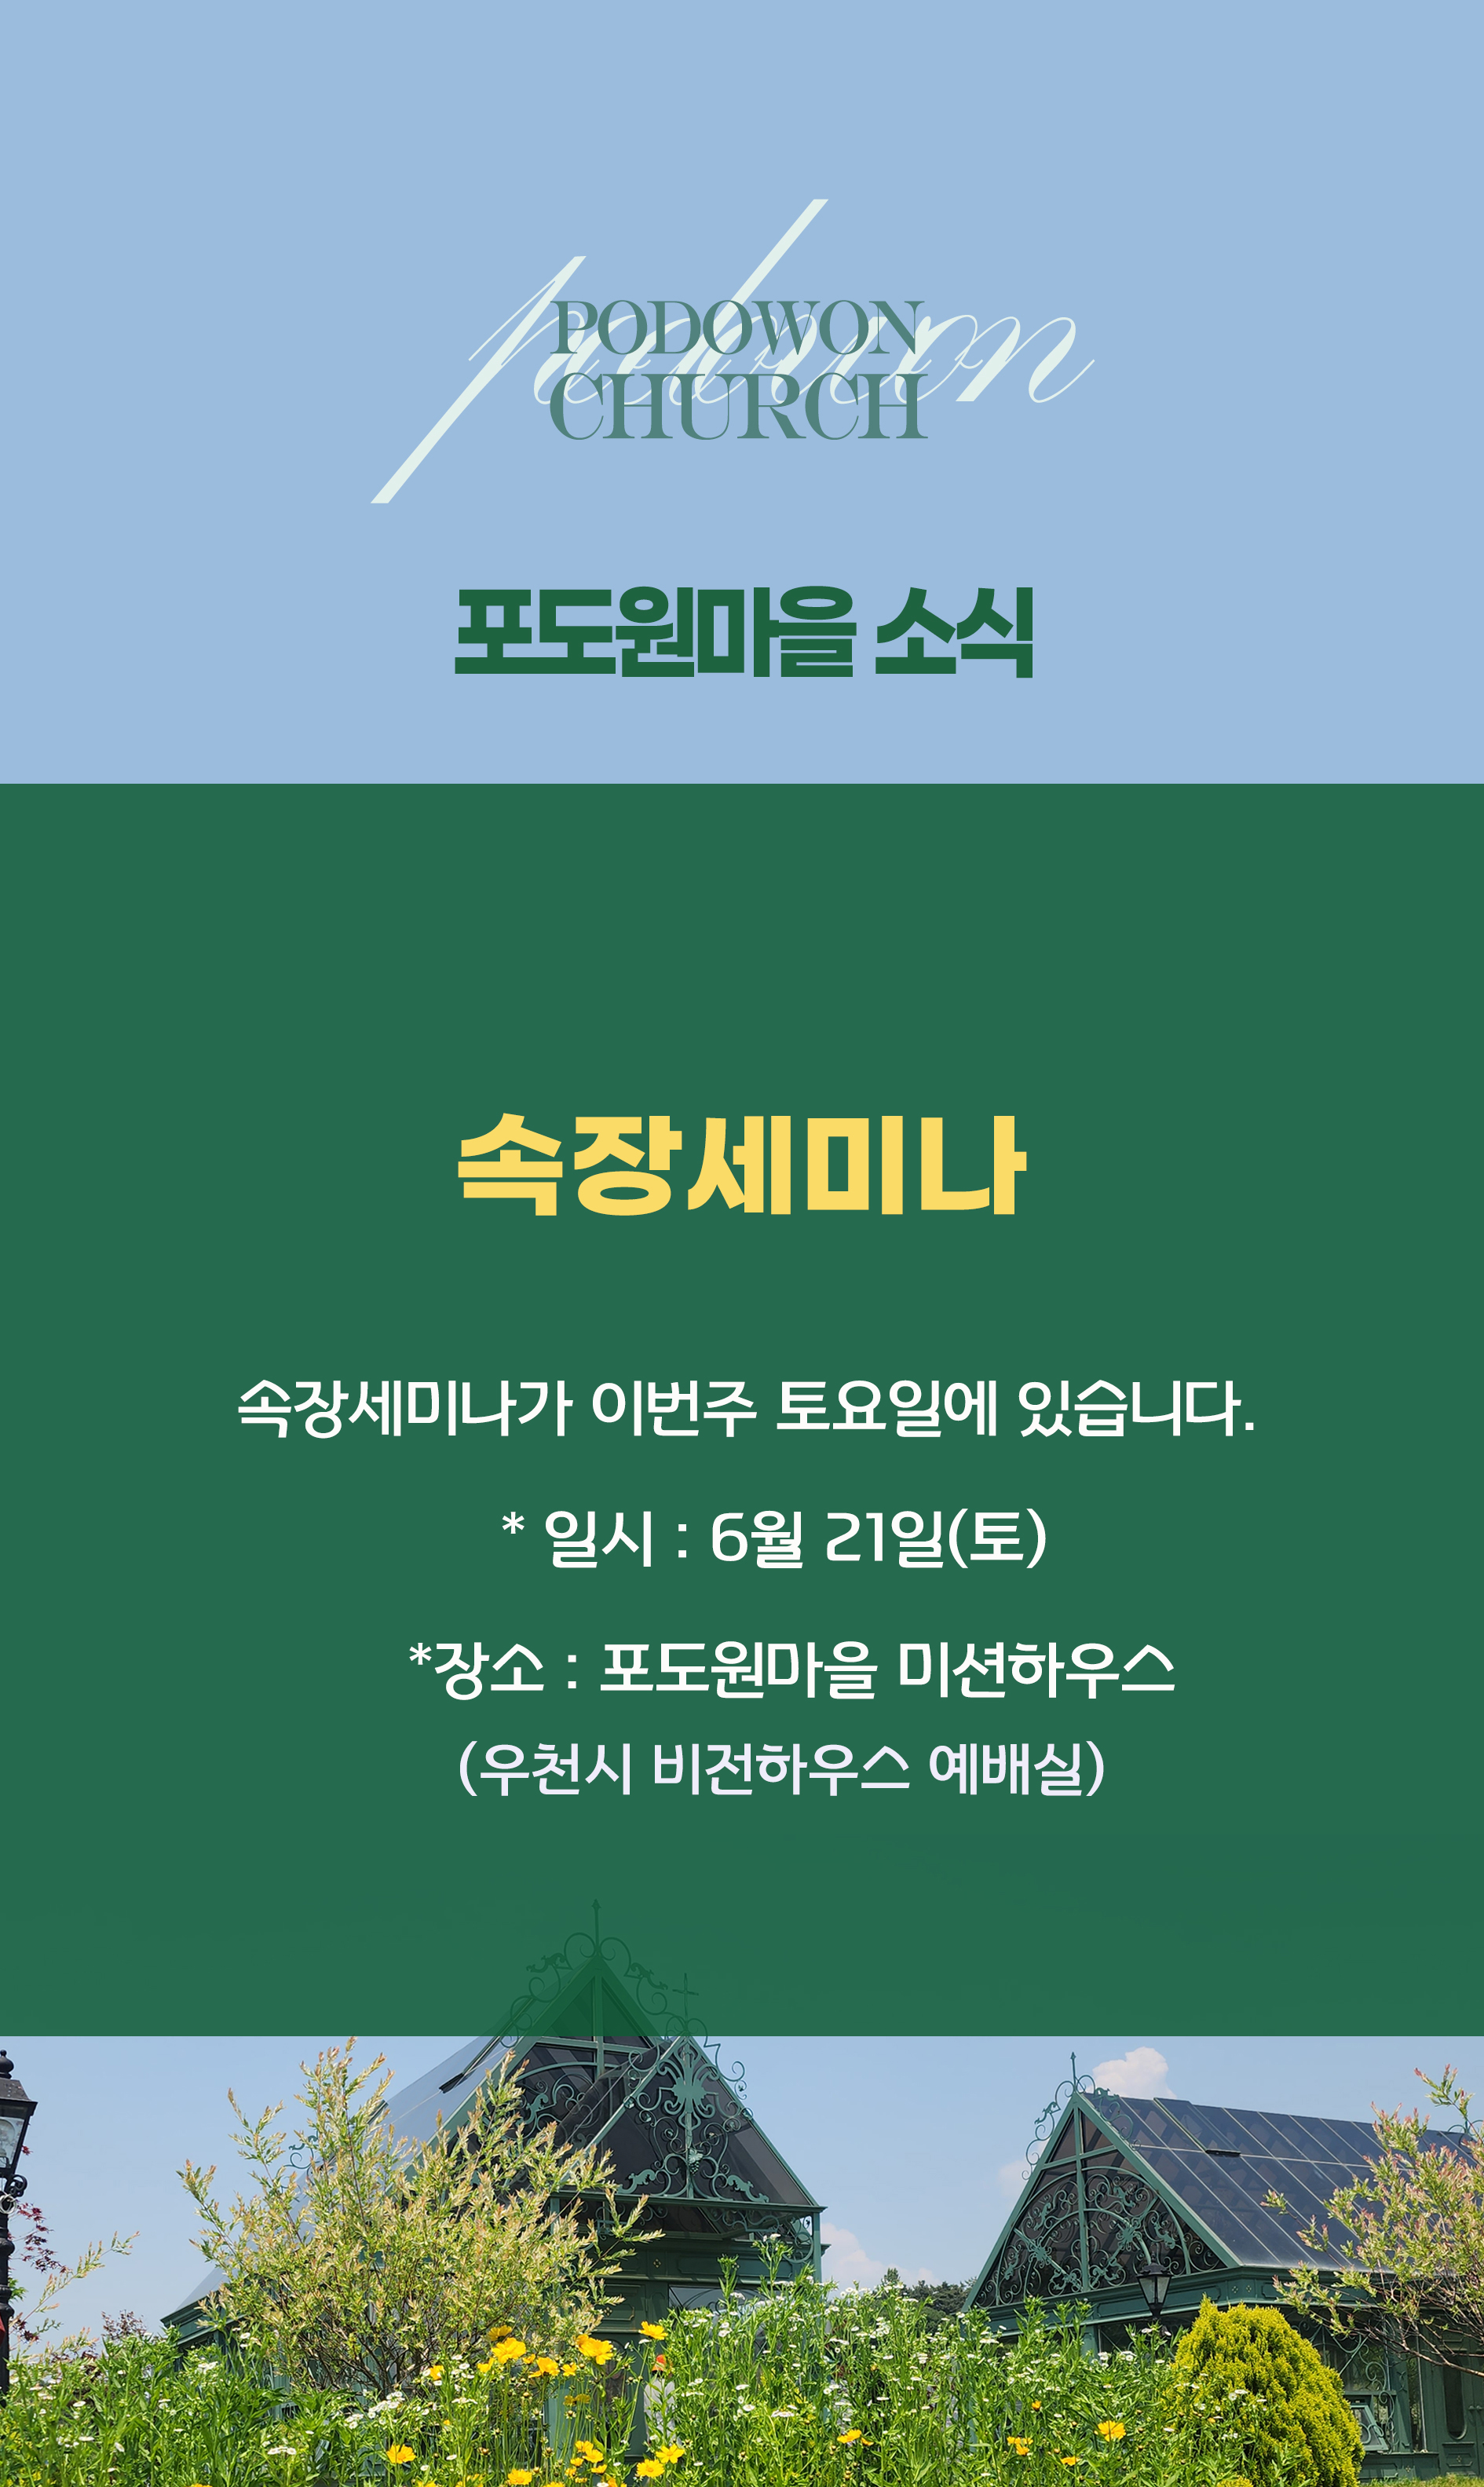 podowon
PODOWON
CHURCH
포도원마을 소식
속장세미나
속장세미나가 이번주 토요일에 있습니다.
* 일시 : 6월 21일(토)
*장소 : 포도원마을 미션하우스
(우천시 비전하우스 예배실)